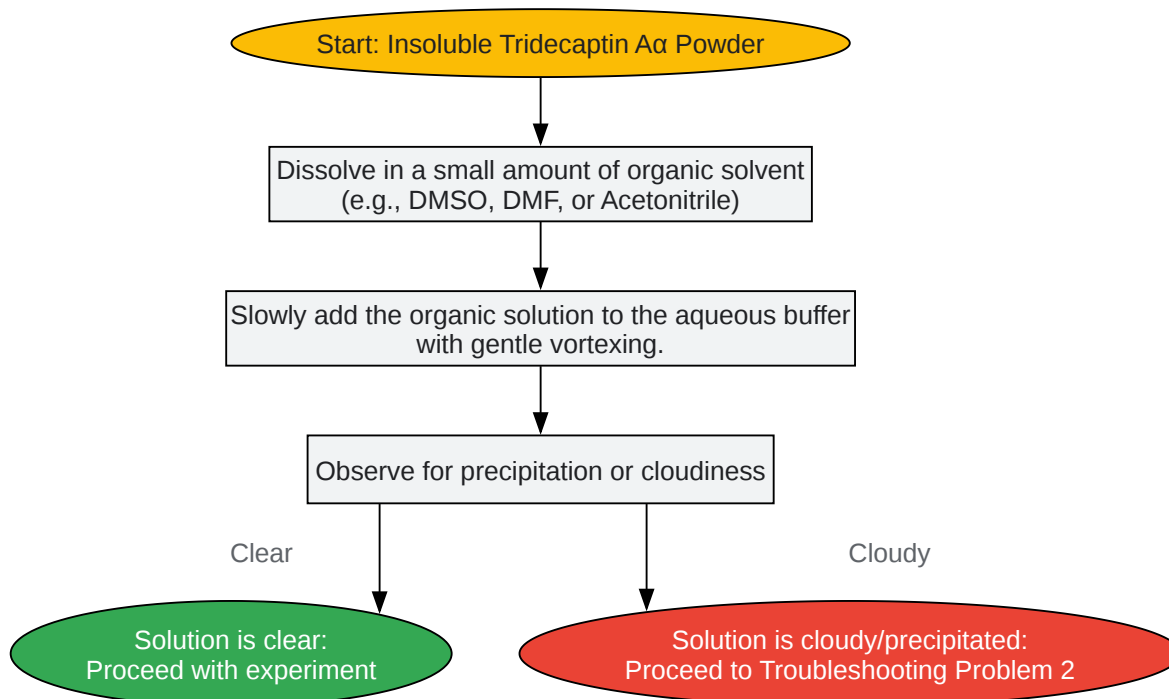 Start: Insoluble Tridecaptin Aα Powder
Dissolve in a small amount of organic solvent
(e.g., DMSO, DMF, or Acetonitrile)
Slowly add the organic solution to the aqueous buffer
with gentle vortexing.
Observe for precipitation or cloudiness
Clear
Cloudy
Solution is clear:
Proceed with experiment
Solution is cloudy/precipitated:
Proceed to Troubleshooting Problem 2